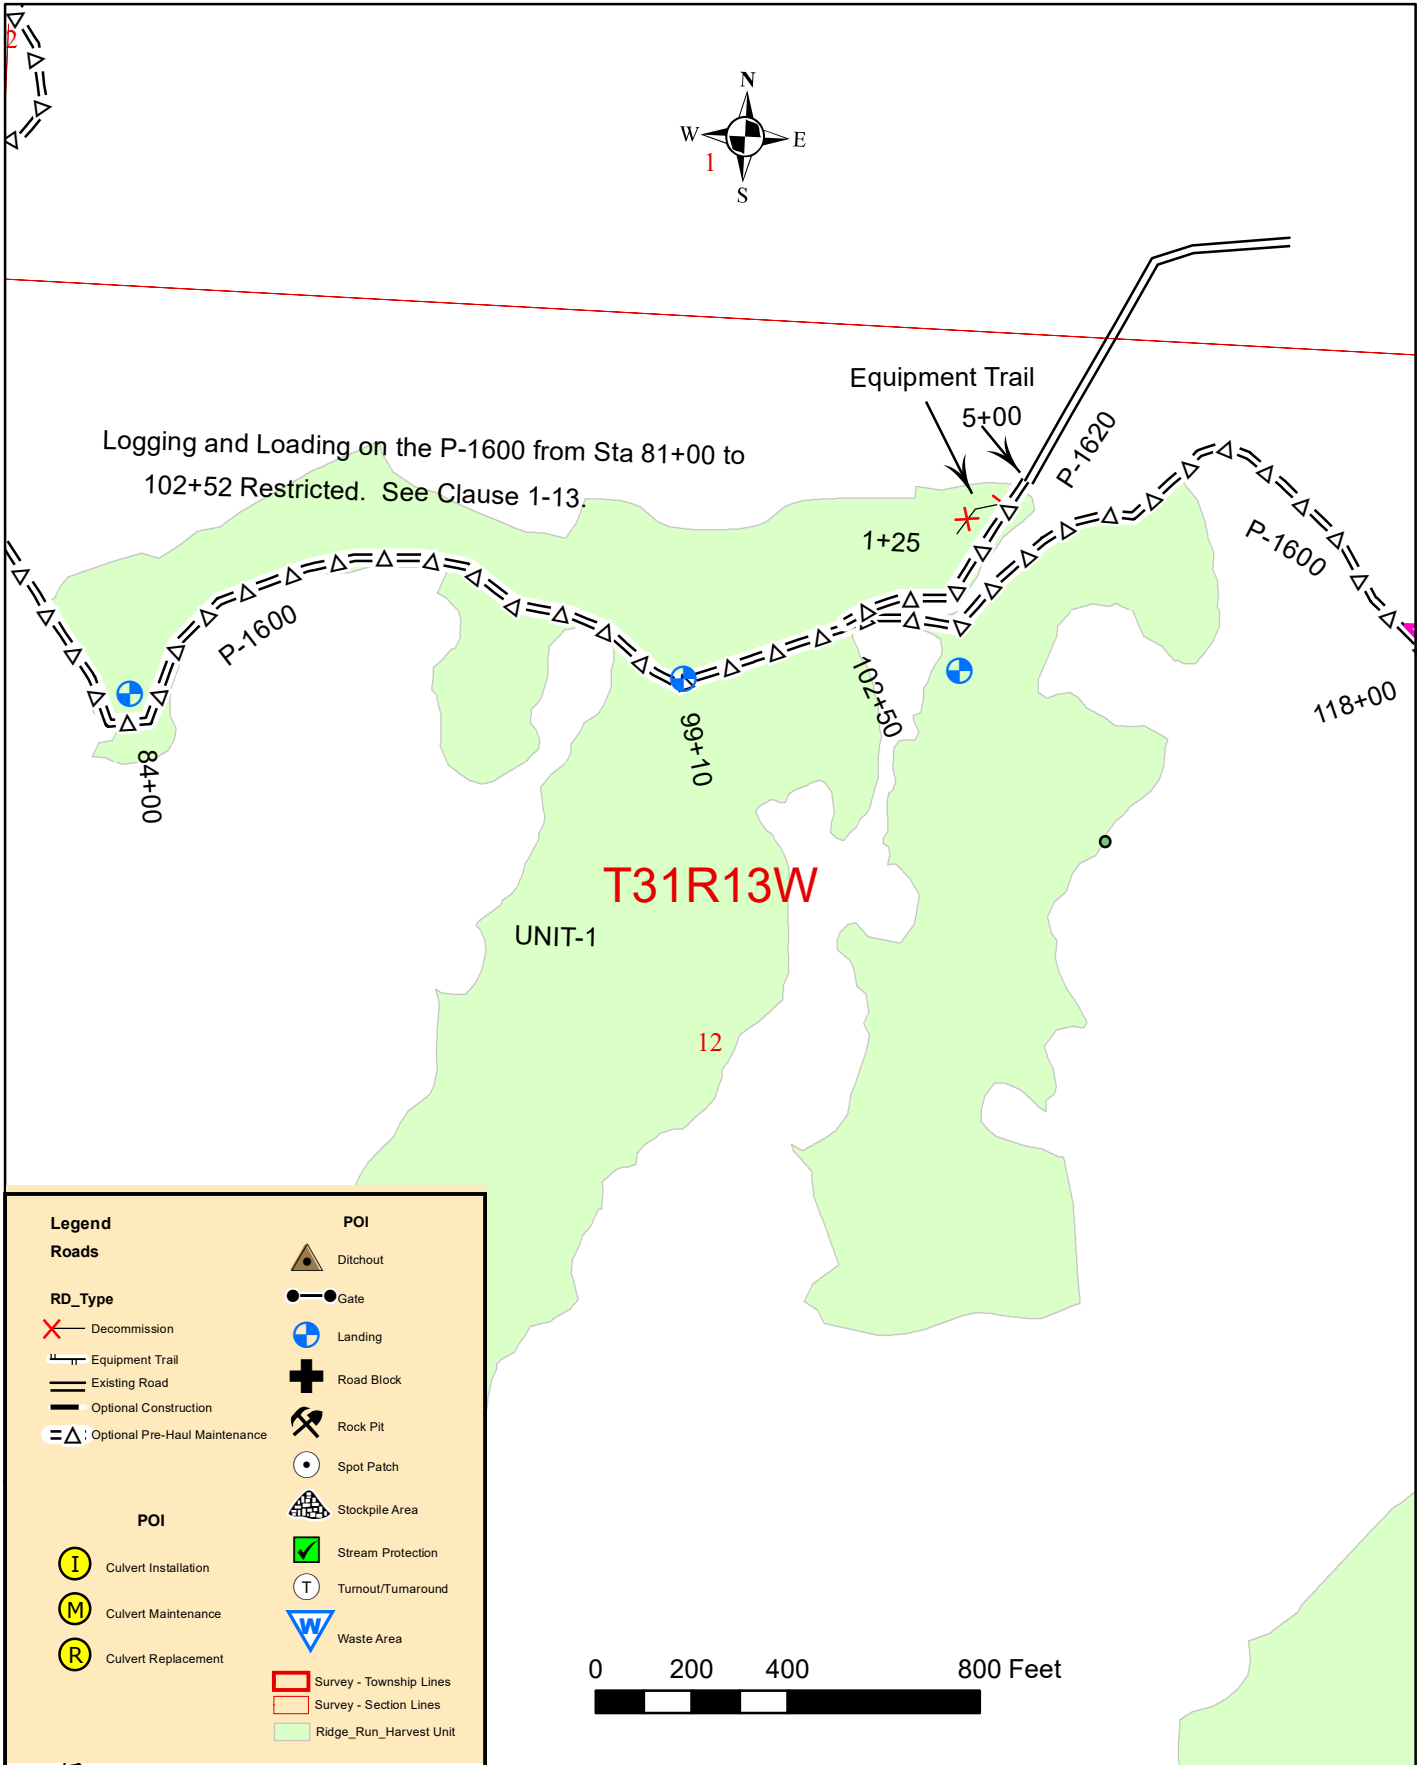 2
N
W
E
1
S
Equipment Trail
5+00
P-1620
Logging and Loading on the P-1600 from Sta 81+00 to
102+52 Restricted. See Clause 1-13.
1+25
P-1600
P-1600
102+50
118+00
99+10
84+00
T31R13W
UNIT-1
12
Legend
Roads
RD_Type
Decommission
Equipment Trail
Existing Road
Optional Construction
Optional Pre-Haul Maintenance
POI
I Culvert Installation
M Culvert Maintenance
R Culvert Replacement
POI
Ditchout
Gate
Landing
Road Block
Rock Pit
Spot Patch
Stockpile Area
Stream Protection
T Turnout/Turnaround
W Waste Area
Survey - Township Lines
Survey - Section Lines
Ridge_Run_Harvest Unit
0 200 400 800 Feet